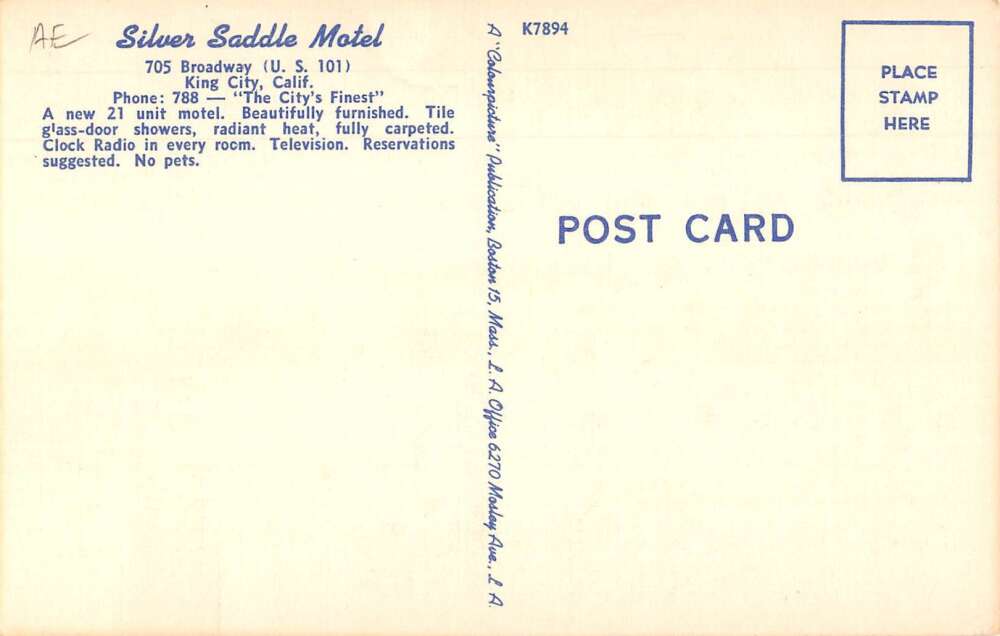 AE
Silver Saddle Motel
705 Broadway (U. S. 101)
King City, Calif.
Phone: 788 — "The City's Finest"
A new 21 unit motel. Beautifully furnished. Tile
glass-door showers, radiant heat, fully carpeted.
Clock Radio in every room. Television. Reservations
suggested. No pets.
A "Colourpicture" Publication, Boston 15, Mass., L. A. Office 6270 Mosley Ave., L A.
K7894
PLACE
STAMP
HERE
POST CARD